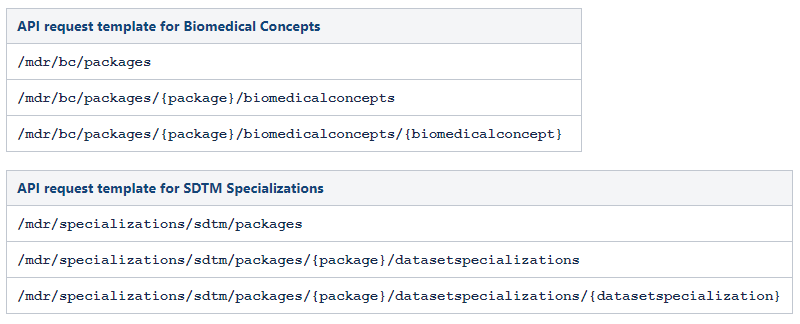 API request template for Biomedical Concepts
/mdr/bc/packages
/mdr/bc/packages/{package}/biomedicalconcepts
/mdr/bc/packages/{package}/biomedicalconcepts/{biomedicalconcept}
API request template for SDTM Specializations
/mdr/specializations/sdtm/packages
/mdr/specializations/sdtm/packages/{package}/datasetspecializations
/mdr/specializations/sdtm/packages/{package}/datasetspecializations/{datasetspecialization}